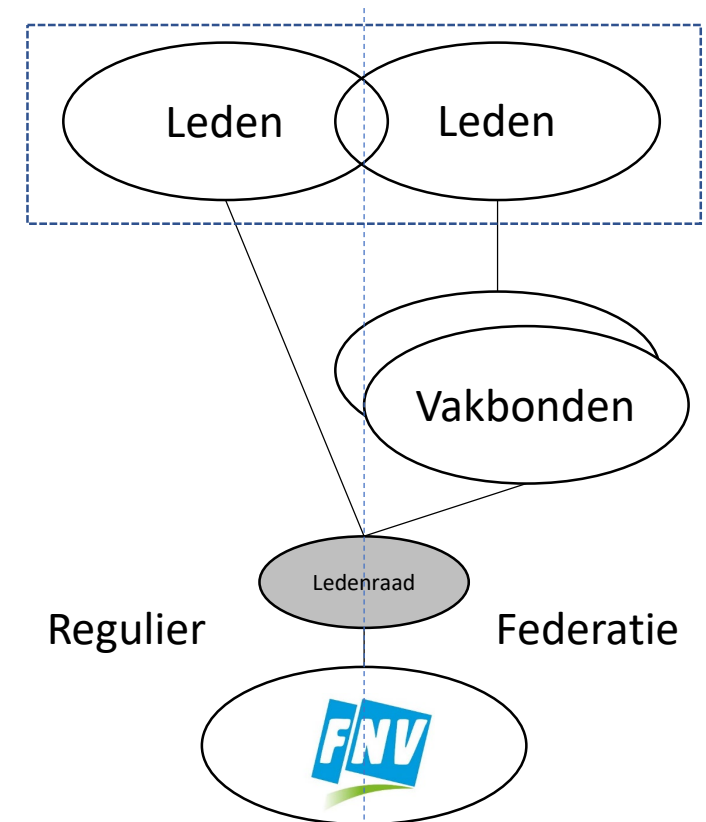 Leden
Leden
Vakbonden
Ledenraad
Regulier
Federatie
FNV